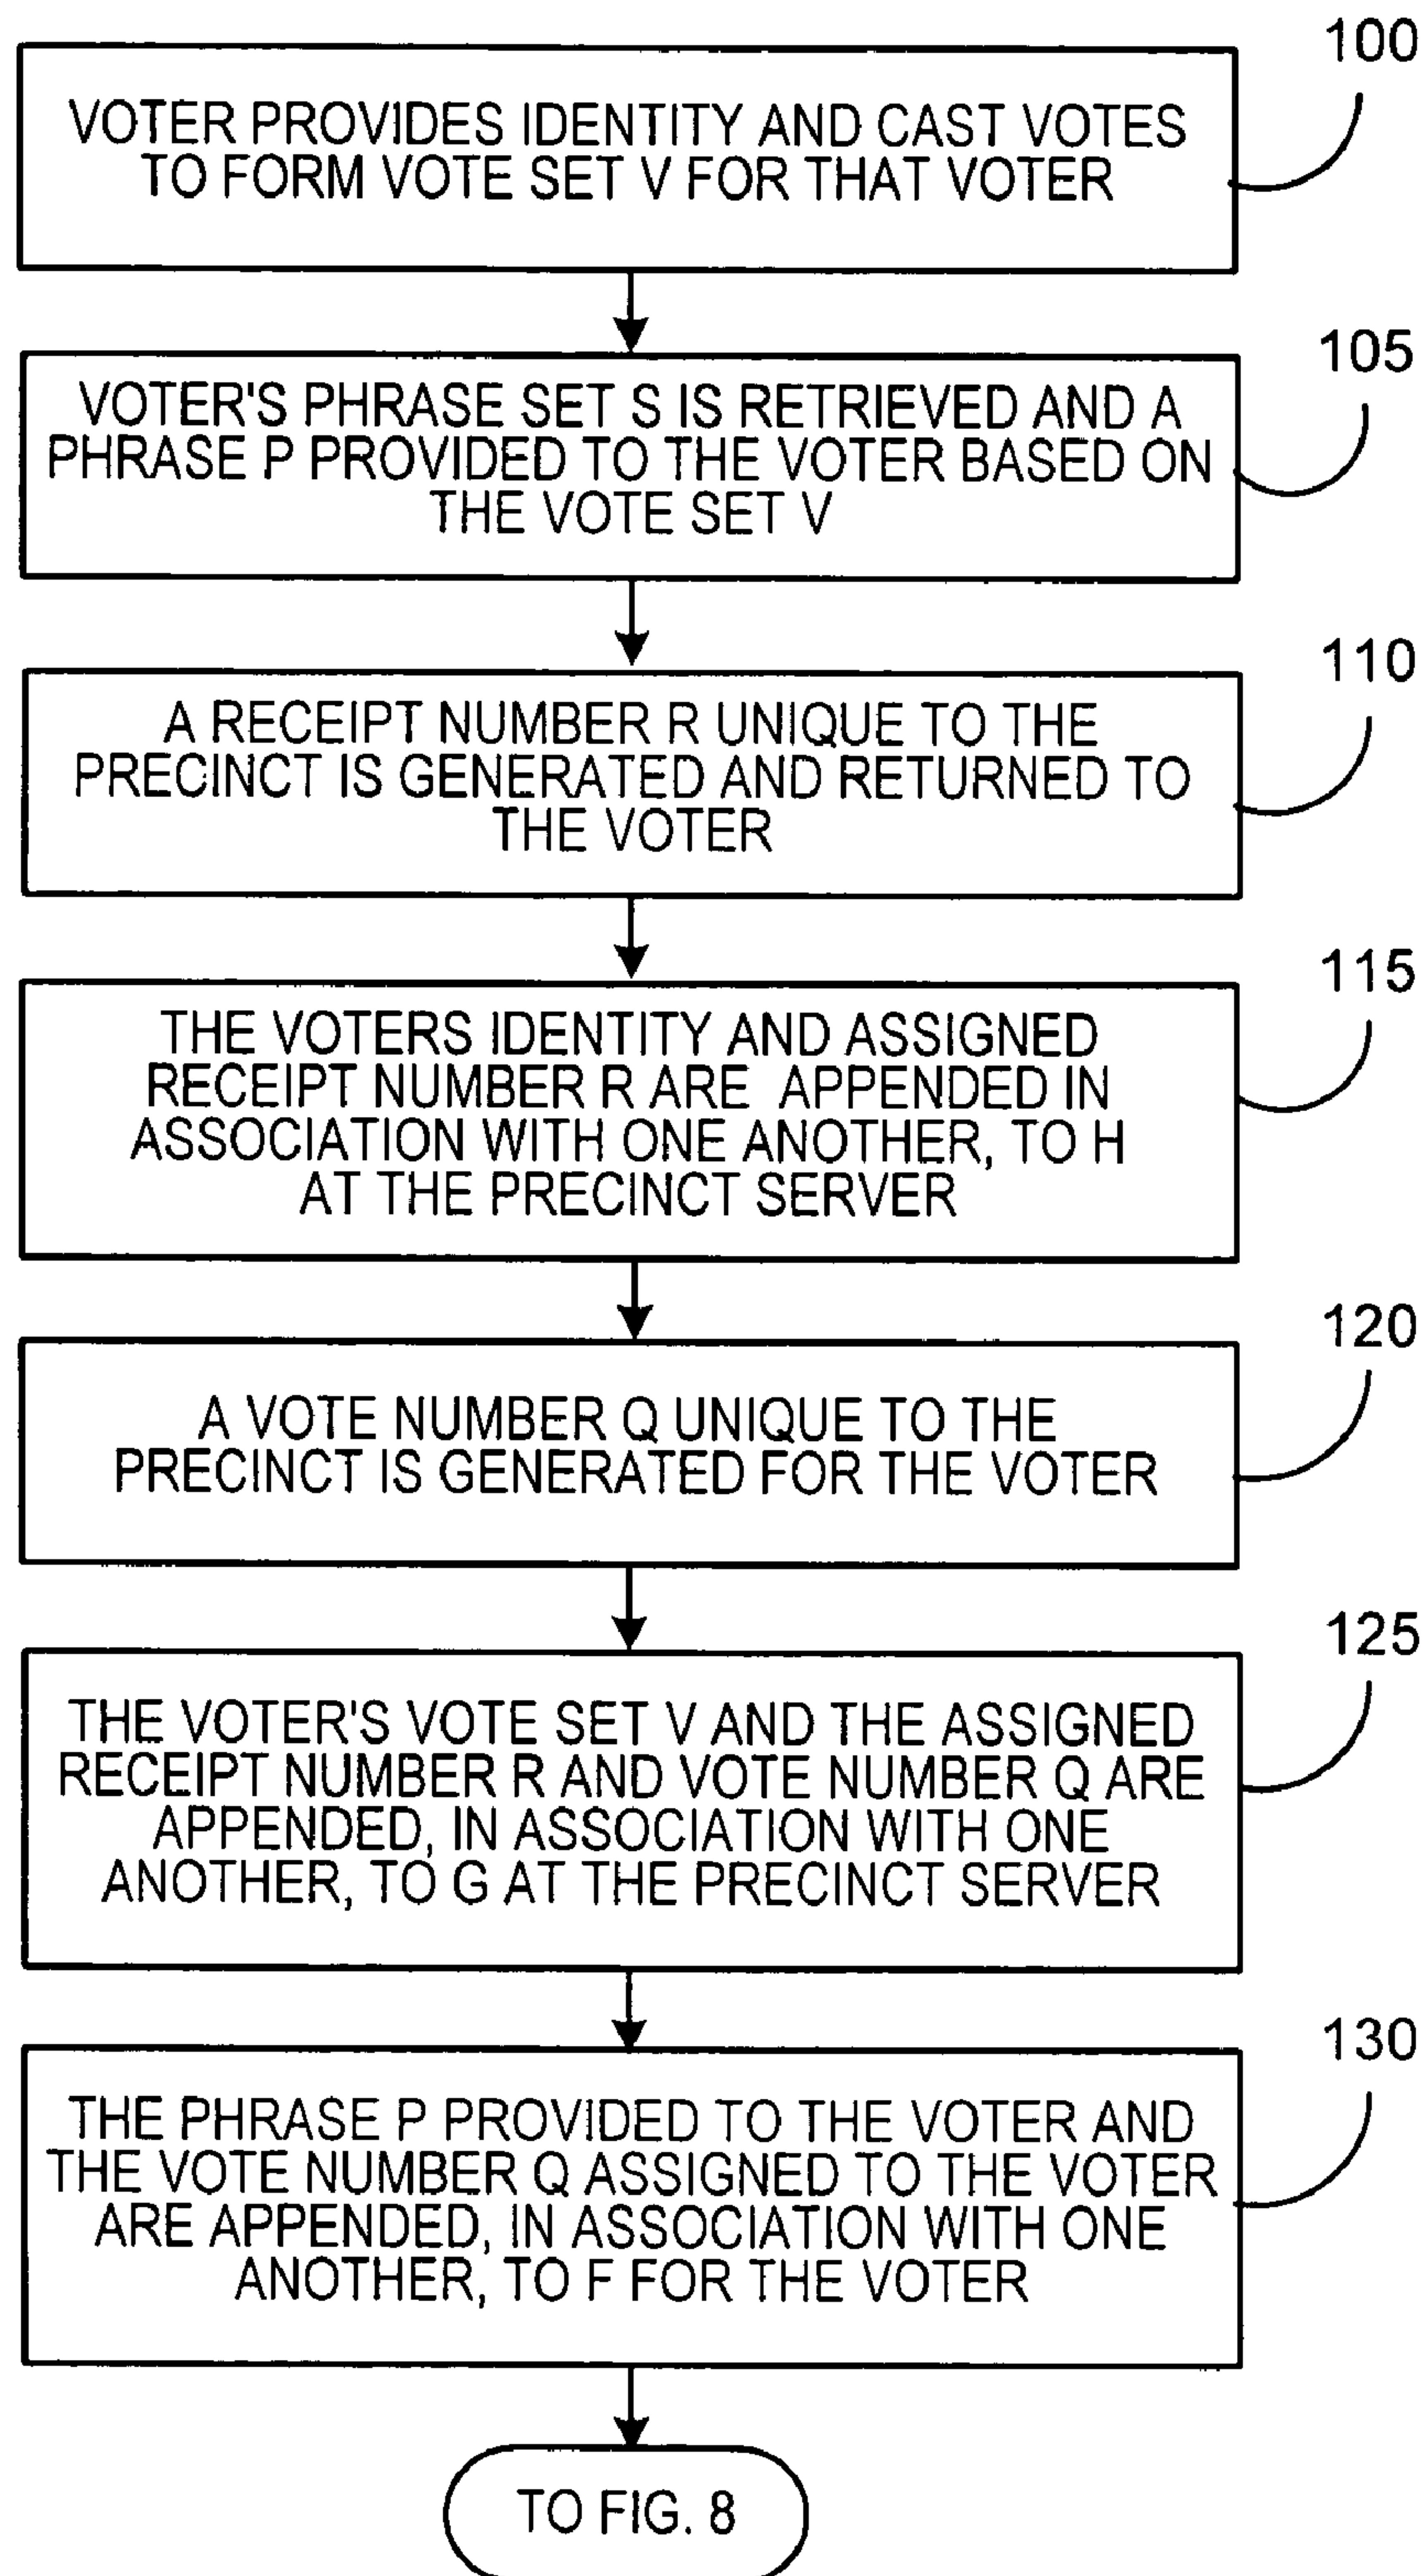 100
VOTER PROVIDES IDENTITY AND CAST VOTES
TO FORM VOTE SET V FOR THAT VOTER
105
VOTER'S PHRASE SET S IS RETRIEVED AND A
PHRASE P PROVIDED TO THE VOTER BASED ON
THE VOTE SET V
110
A RECEIPT NUMBER R UNIQUE TO THE
PRECINCT IS GENERATED AND RETURNED TO
THE VOTER
115
THE VOTERS IDENTITY AND ASSIGNED
RECEIPT NUMBER R ARE APPENDED IN
ASSOCIATION WITH ONE ANOTHER, TO H
AT THE PRECINCT SERVER
120
A VOTE NUMBER Q UNIQUE TO THE
PRECINCT IS GENERATED FOR THE VOTER
125
THE VOTER'S VOTE SET V AND THE ASSIGNED
RECEIPT NUMBER R AND VOTE NUMBER Q ARE
APPENDED, IN ASSOCIATION WITH ONE
ANOTHER, TO G AT THE PRECINCT SERVER
130
THE PHRASE P PROVIDED TO THE VOTER AND
THE VOTE NUMBER Q ASSIGNED TO THE VOTER
ARE APPENDED, IN ASSOCIATION WITH ONE
ANOTHER, TO F FOR THE VOTER
TO FIG. 8